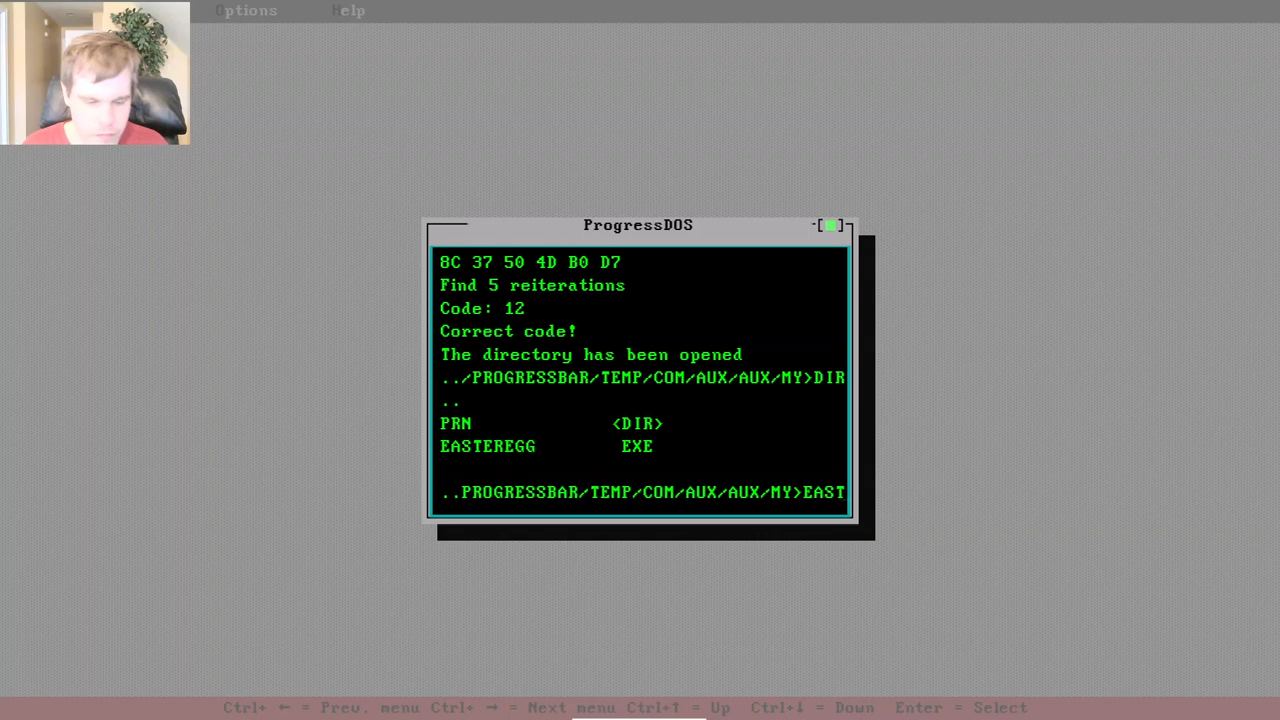 Options Help
ProgressDOS
8C 37 50 4D B0 D7
Find 5 reiterations
Code: 12
Correct code!
The directory has been opened
../PROGRESSBAR/TEMP/COM/AUX/AUX/MY>DIR
..
PRN <DIR>
EASTEREGG EXE
..PROGRESSBAR/TEMP/COM/AUX/AUX/MY>EAST
Ctrl+ ← = Prev. menu Ctrl+ → = Next menu Ctrl+↑ = Up Ctrl+↓ = Down Enter = Select